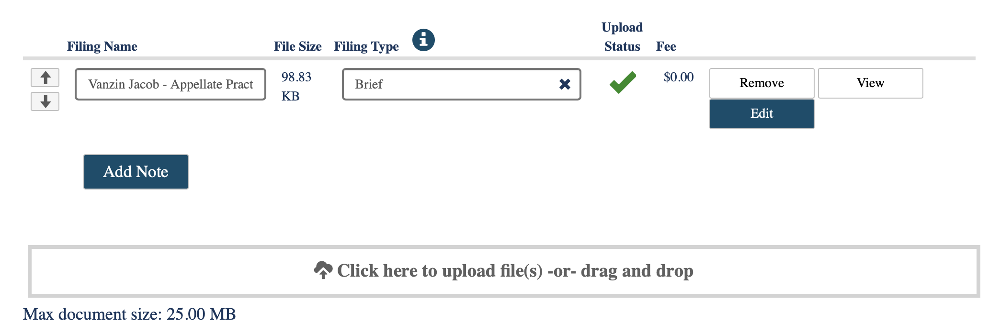 Filing Name File Size Filing Type Upload Status Fee
Vanzin Jacob - Appellate Pract 98.83 KB Brief $0.00 Remove View
Edit
Add Note
Click here to upload file(s) -or- drag and drop
Max document size: 25.00 MB